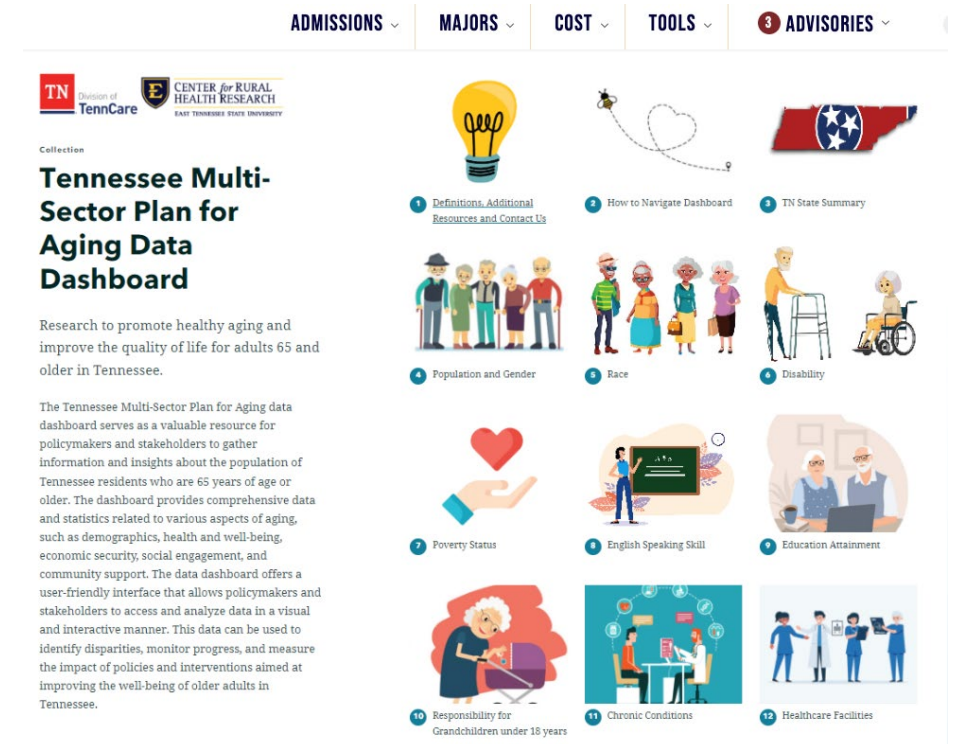 ADMISSIONS
MAJORS
COST
TOOLS
3 ADVISORIES
TN
Division of
TennCare
E
CENTER for RURAL
HEALTH RESEARCH
EAST TENNESSEE STATE UNIVERSITY
Collection
Tennessee Multi-
Sector Plan for
Aging Data
Dashboard
Research to promote healthy aging and
improve the quality of life for adults 65 and
older in Tennessee.
The Tennessee Multi-Sector Plan for Aging data
dashboard serves as a valuable resource for
policymakers and stakeholders to gather
information and insights about the population of
Tennessee residents who are 65 years of age or
older. The dashboard provides comprehensive data
and statistics related to various aspects of aging,
such as demographics, health and well-being,
economic security, social engagement, and
community support. The data dashboard offers a
user-friendly interface that allows policymakers and
stakeholders to access and analyze data in a visual
and interactive manner. This data can be used to
identify disparities, monitor progress, and measure
the impact of policies and interventions aimed at
improving the well-being of older adults in
Tennessee.
1 Definitions, Additional
Resources and Contact Us
2 How to Navigate Dashboard
3 TN State Summary
4 Population and Gender
5 Race
6 Disability
7 Poverty Status
8 English Speaking Skill
9 Education Attainment
10 Responsibility for
Grandchildren under 18 years
11 Chronic Conditions
12 Healthcare Facilities